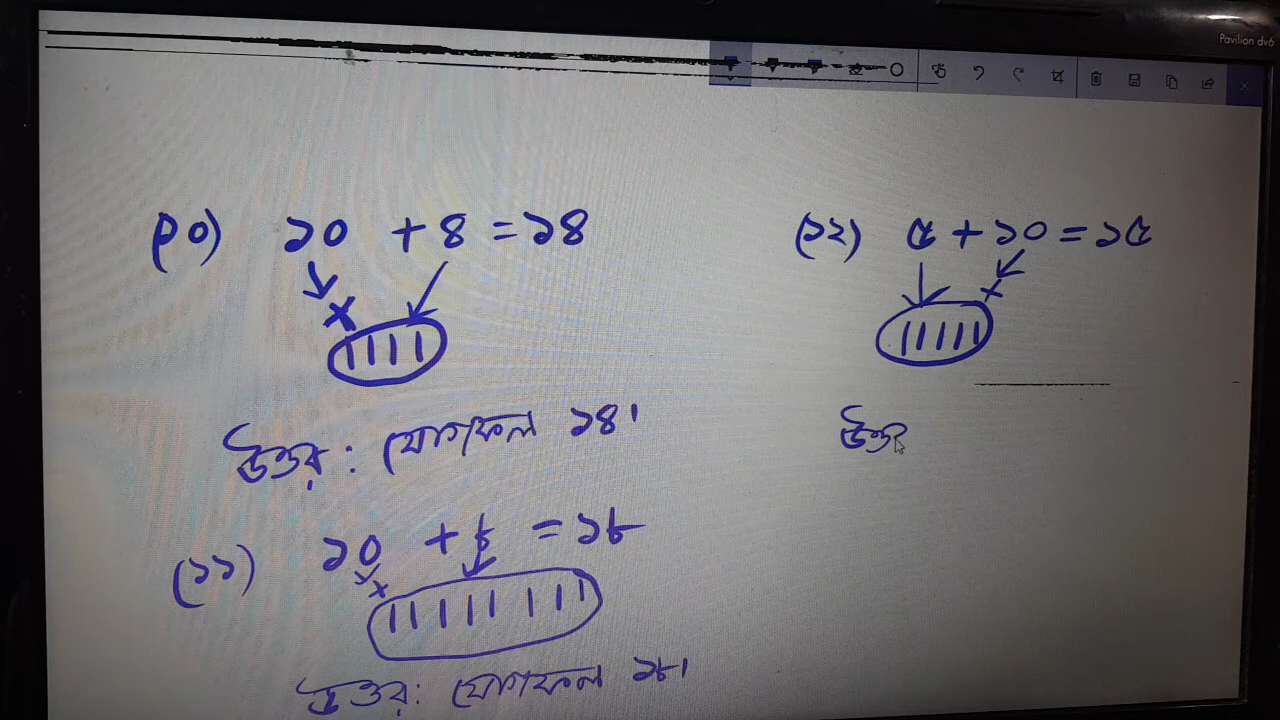 Pavilion dv6
(১০) ১০ + ৪ = ১৪
উত্তর: যোগফল ১৪।
(১১) ১০ + ৮ = ১৮
উত্তর: যোগফল ১৮।
(১২) ৫ + ১০ = ১৫
উত্তর